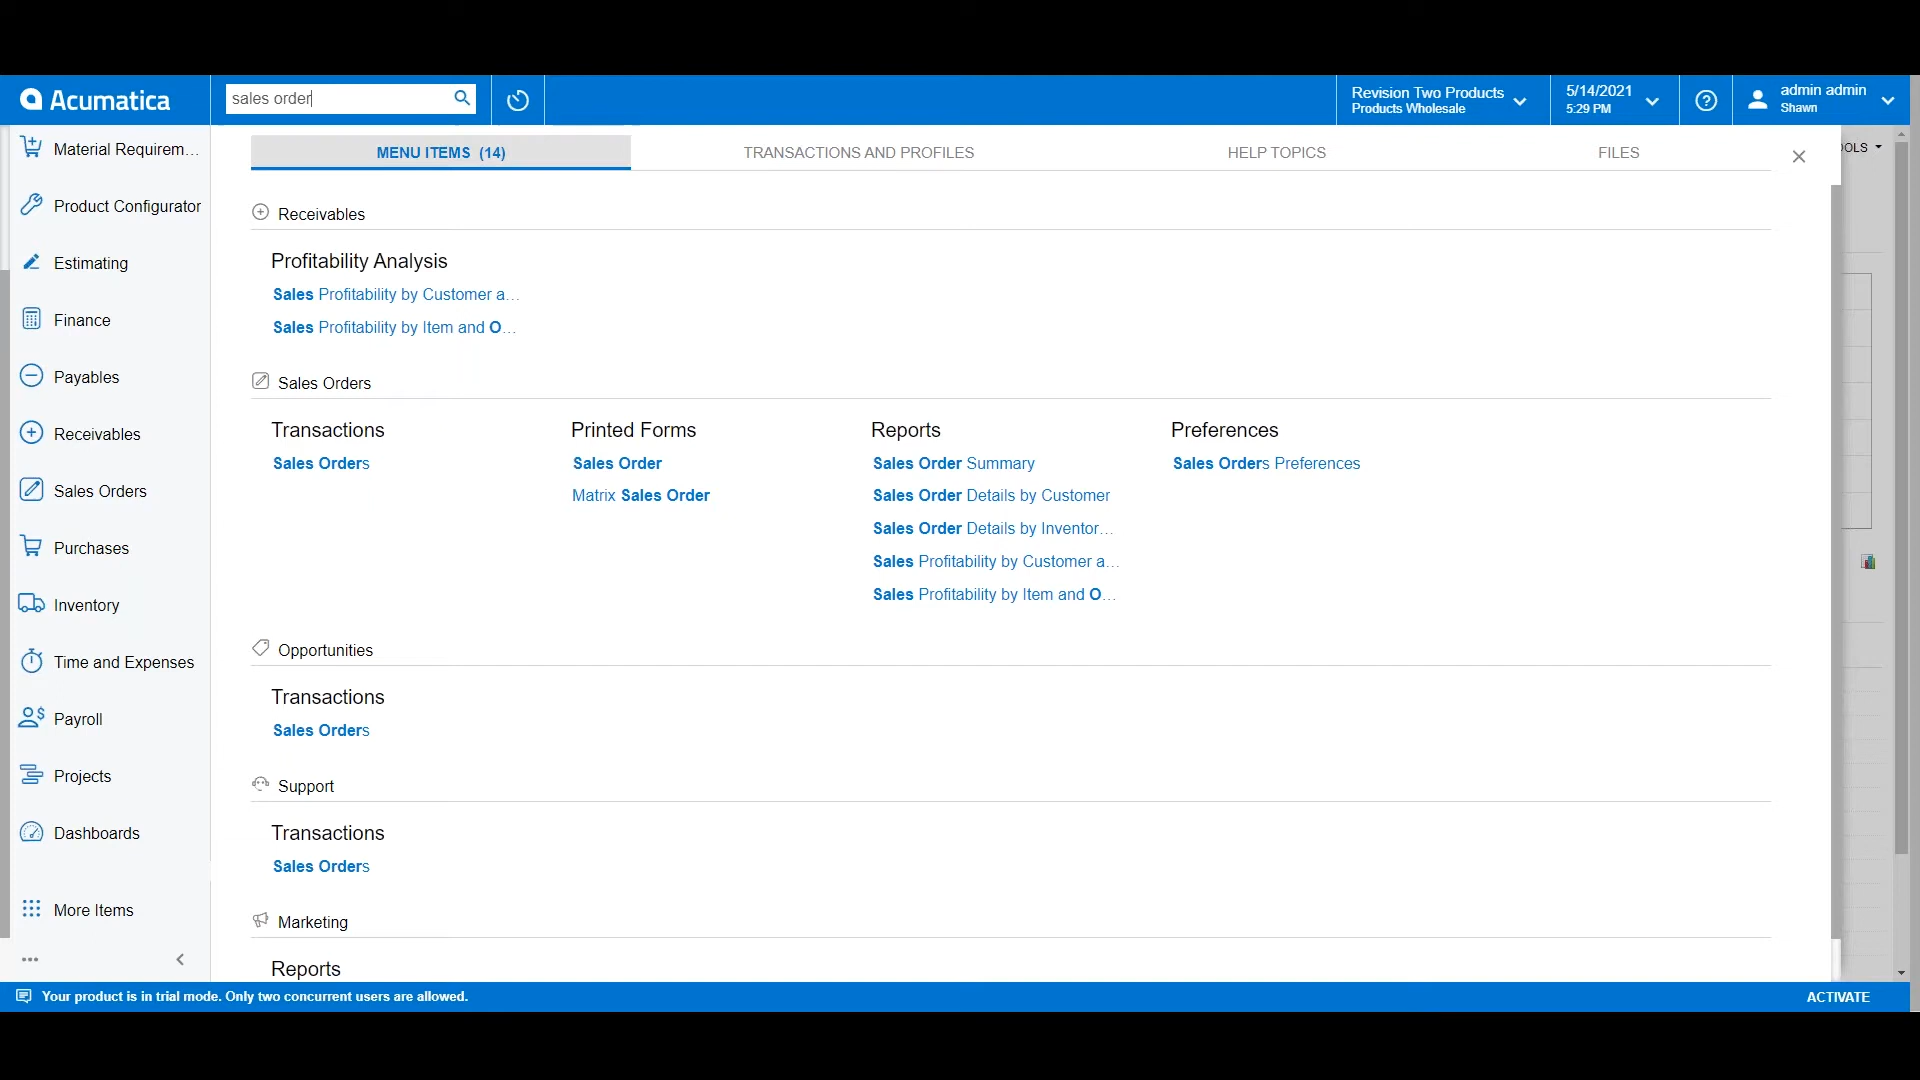 Acumatica
sales order
Revision Two Products
Products Wholesale
5/14/2021
5:29 PM
admin admin
Shawn
Material Requirem...
Product Configurator
Estimating
Finance
Payables
Receivables
Sales Orders
Purchases
Inventory
Time and Expenses
Payroll
Projects
Dashboards
More Items
MENU ITEMS (14)
TRANSACTIONS AND PROFILES
HELP TOPICS
FILES
OOLS
Receivables
Profitability Analysis
Sales Profitability by Customer a...
Sales Profitability by Item and O...
Sales Orders
Transactions
Sales Orders
Printed Forms
Sales Order
Matrix Sales Order
Reports
Sales Order Summary
Sales Order Details by Customer
Sales Order Details by Inventor...
Sales Profitability by Customer a...
Sales Profitability by Item and O...
Preferences
Sales Orders Preferences
Opportunities
Transactions
Sales Orders
Support
Transactions
Sales Orders
Marketing
Reports
Your product is in trial mode. Only two concurrent users are allowed.
ACTIVATE